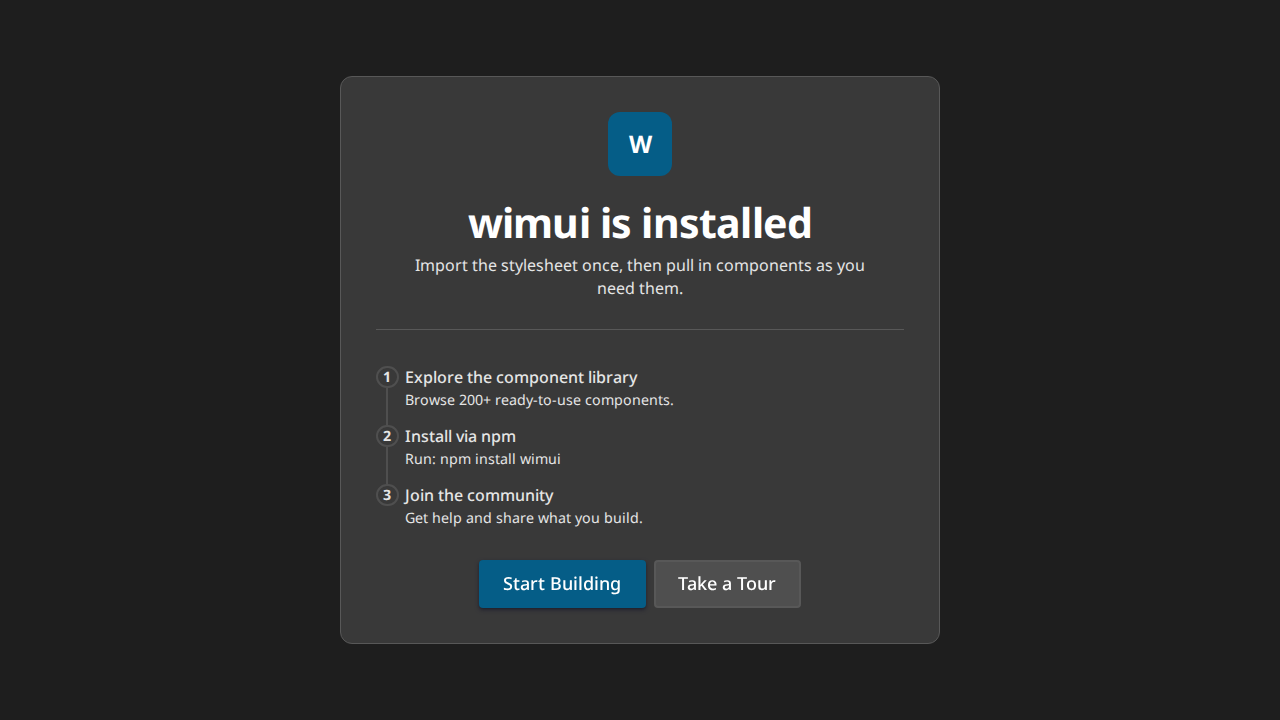 W
wimui is installed
Import the stylesheet once, then pull in components as you
need them.
1 Explore the component library
Browse 200+ ready-to-use components.
2 Install via npm
Run: npm install wimui
3 Join the community
Get help and share what you build.
Start Building Take a Tour